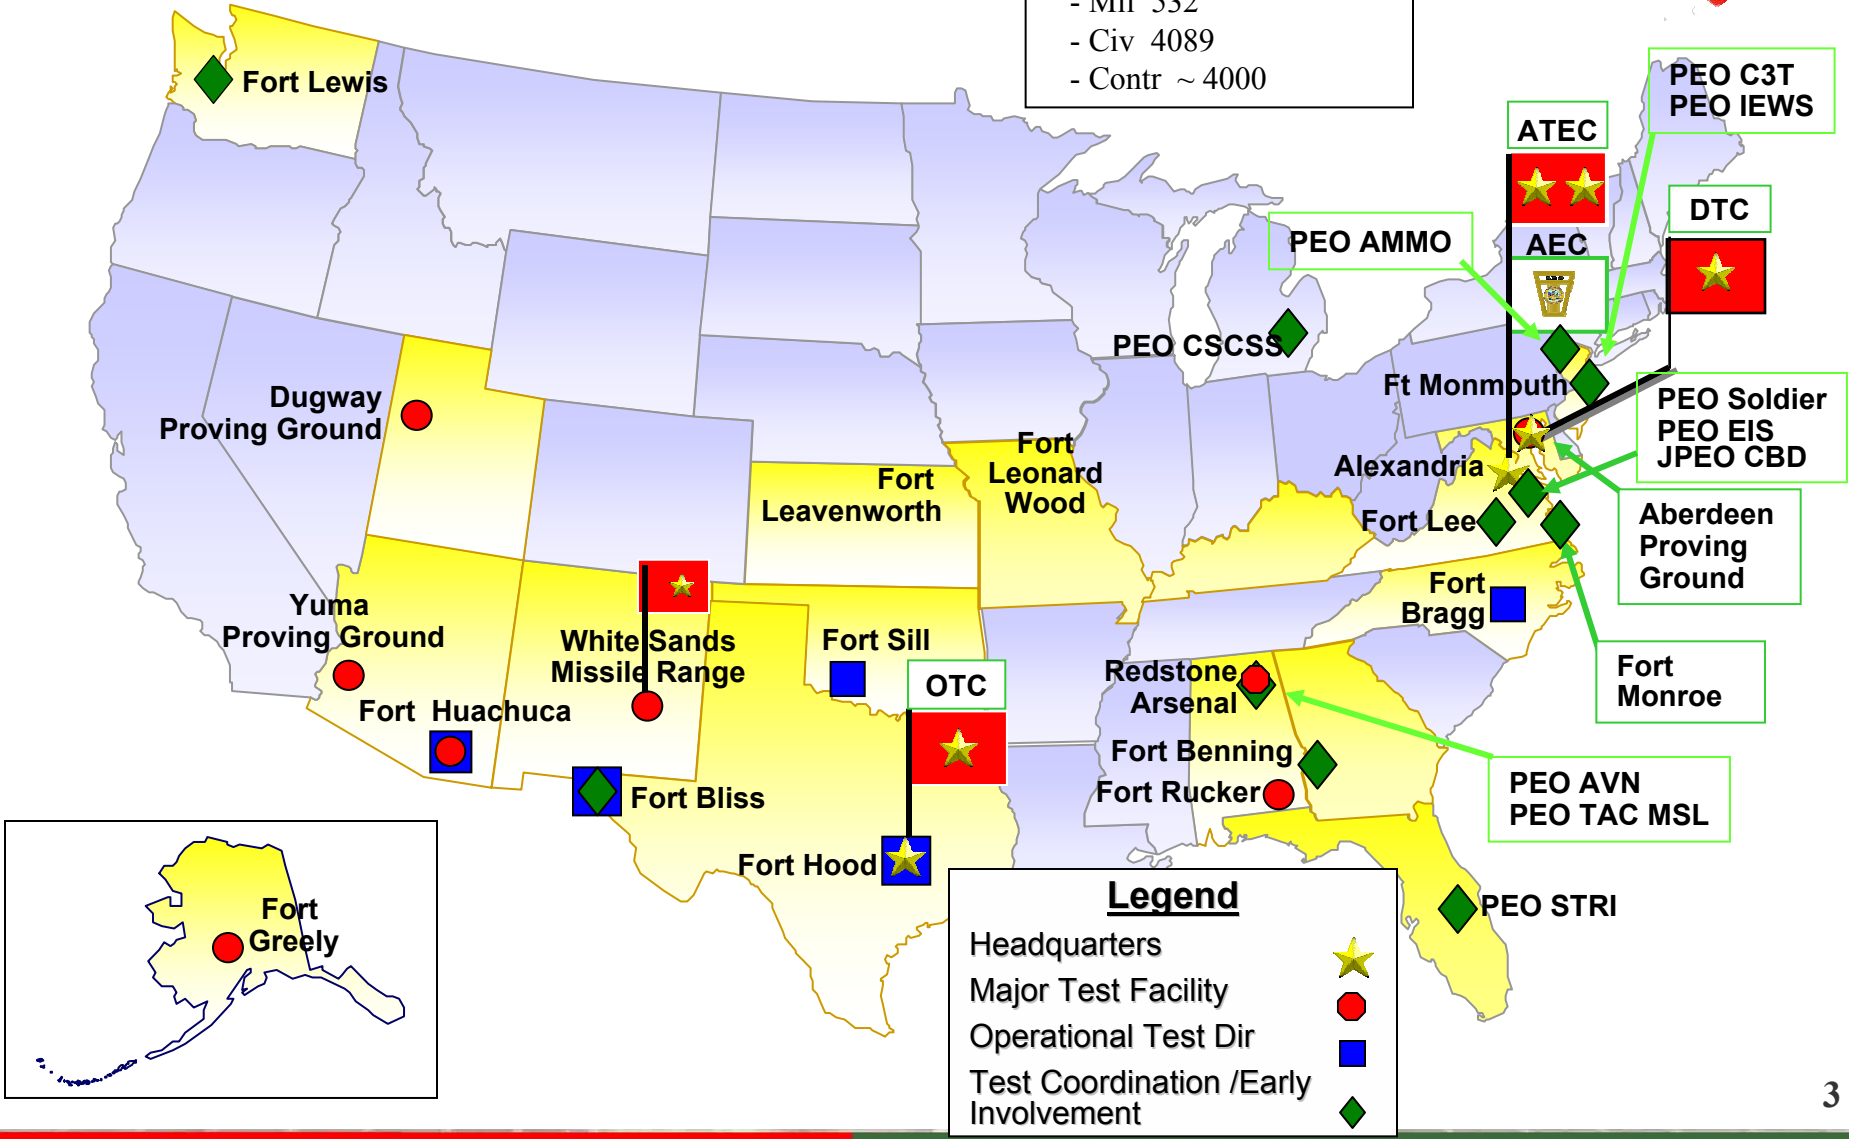 - Mil 532
- Civ 4089
- Contr ~ 4000
PEO C3T
PEO IEWS
ATEC
DTC
AEC
PEO AMMO
Fort Lewis
PEO CSCSS
Ft Monmouth
Dugway
Proving Ground
PEO Soldier
PEO EIS
JPEO CBD
Alexandria
Fort
Leonard
Wood
Fort
Leavenworth
Fort Lee
Aberdeen
Proving
Ground
Fort
Bragg
Yuma
Proving Ground
White Sands
Missile Range
Fort Sill
OTC
Redstone
Arsenal
Fort
Monroe
Fort Huachuca
Fort Benning
Fort Rucker
PEO AVN
PEO TAC MSL
Fort Bliss
Fort Hood
PEO STRI
Fort
Greely
Legend
Headquarters
Major Test Facility
Operational Test Dir
Test Coordination /Early
Involvement
3